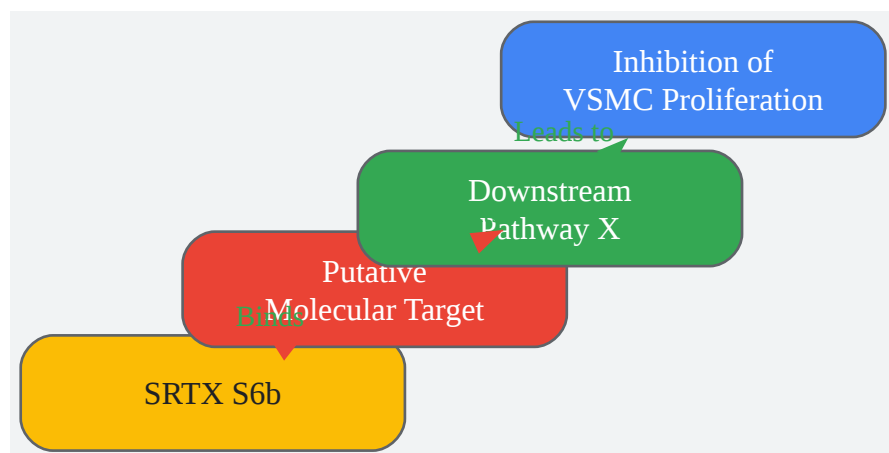 Inhibition of
VSMC Proliferation
Leads to
Downstream
Pathway X
Putative
Molecular Target
Binds
SRTX S6b